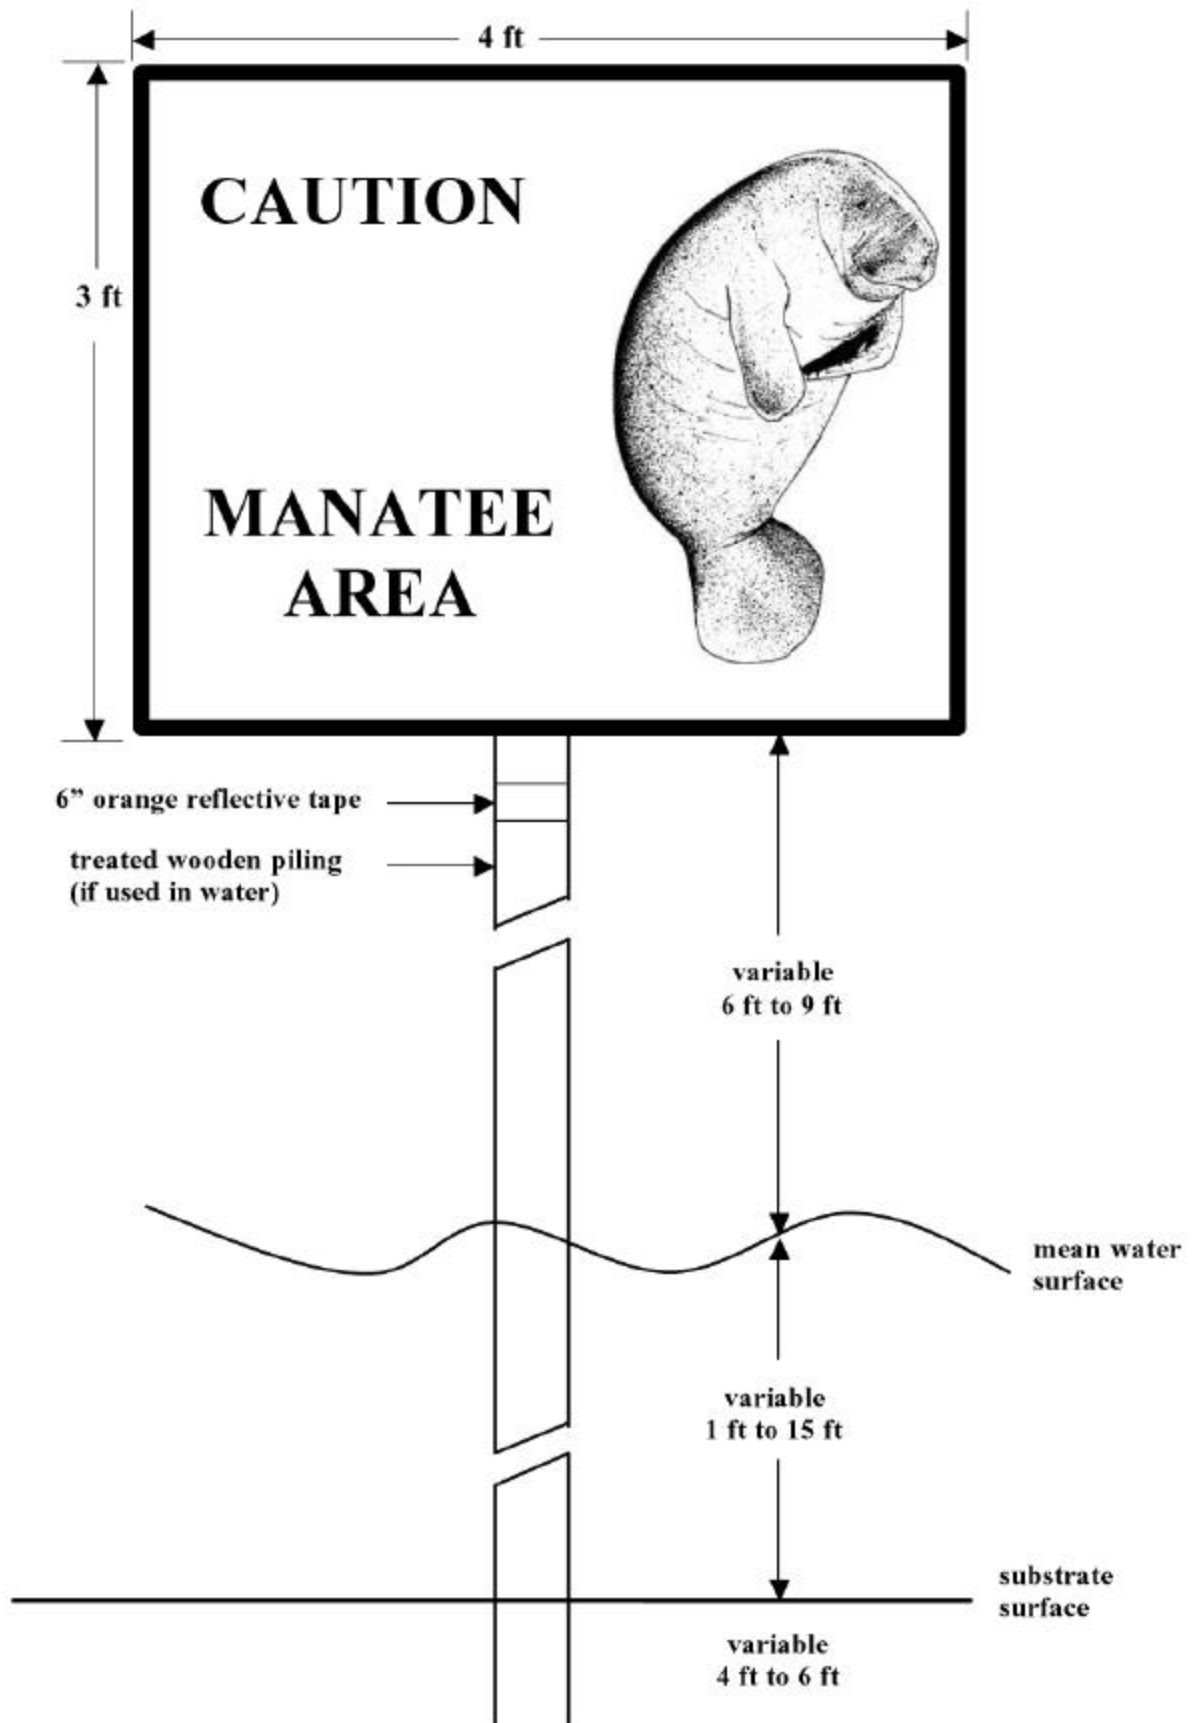 4 ft
CAUTION
3 ft
MANATEE
AREA
6” orange reflective tape
treated wooden piling
(if used in water)
variable
6 ft to 9 ft
mean water
surface
variable
1 ft to 15 ft
substrate
surface
variable
4 ft to 6 ft